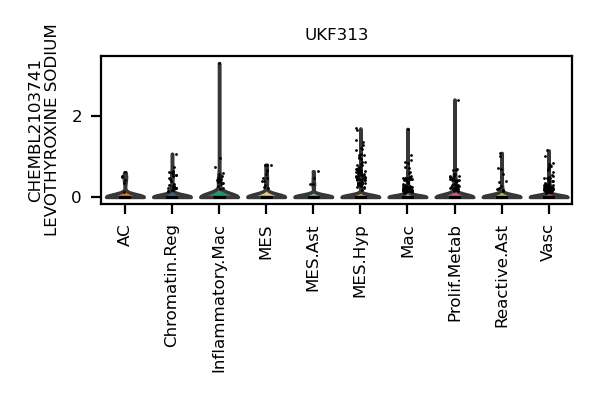 UKF313
CHEMBL2103741
LEVOTHYROXINE SODIUM
2
0
AC
Chromatin.Reg
Inflammatory.Mac
MES
MES.Ast
MES.Hyp
Mac
Prolif.Metab
Reactive.Ast
Vasc